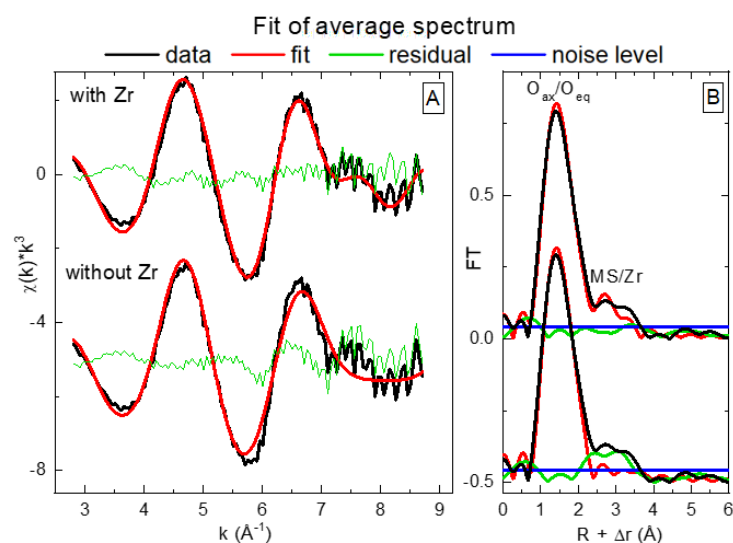 Fit of average spectrum
data fit residual noise level
with Zr
A
without Zr
0
-4
-8
χ(k)*k³
3 4 5 6 7 8 9
k (Å⁻¹)
B
Oax/Oeq
MS/Zr
0.5
0.0
-0.5
FT
0 1 2 3 4 5 6
R + Δr (Å)